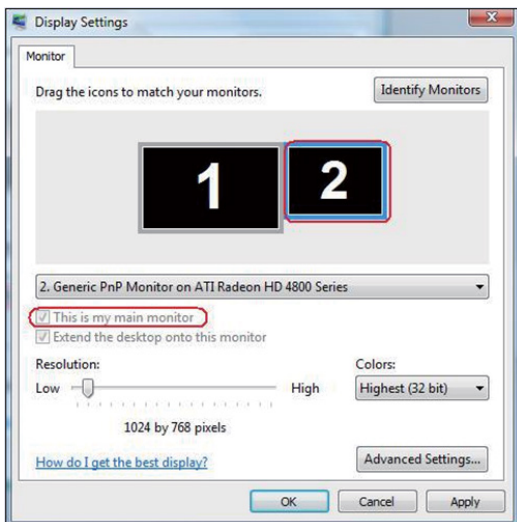 Display Settings
Monitor
Drag the icons to match your monitors.
Identify Monitors
1
2
2. Generic PnP Monitor on ATI Radeon HD 4800 Series
This is my main monitor
Extend the desktop onto this monitor
Resolution:
Colors:
Low
High
Highest (32 bit)
1024 by 768 pixels
How do I get the best display?
Advanced Settings...
OK
Cancel
Apply